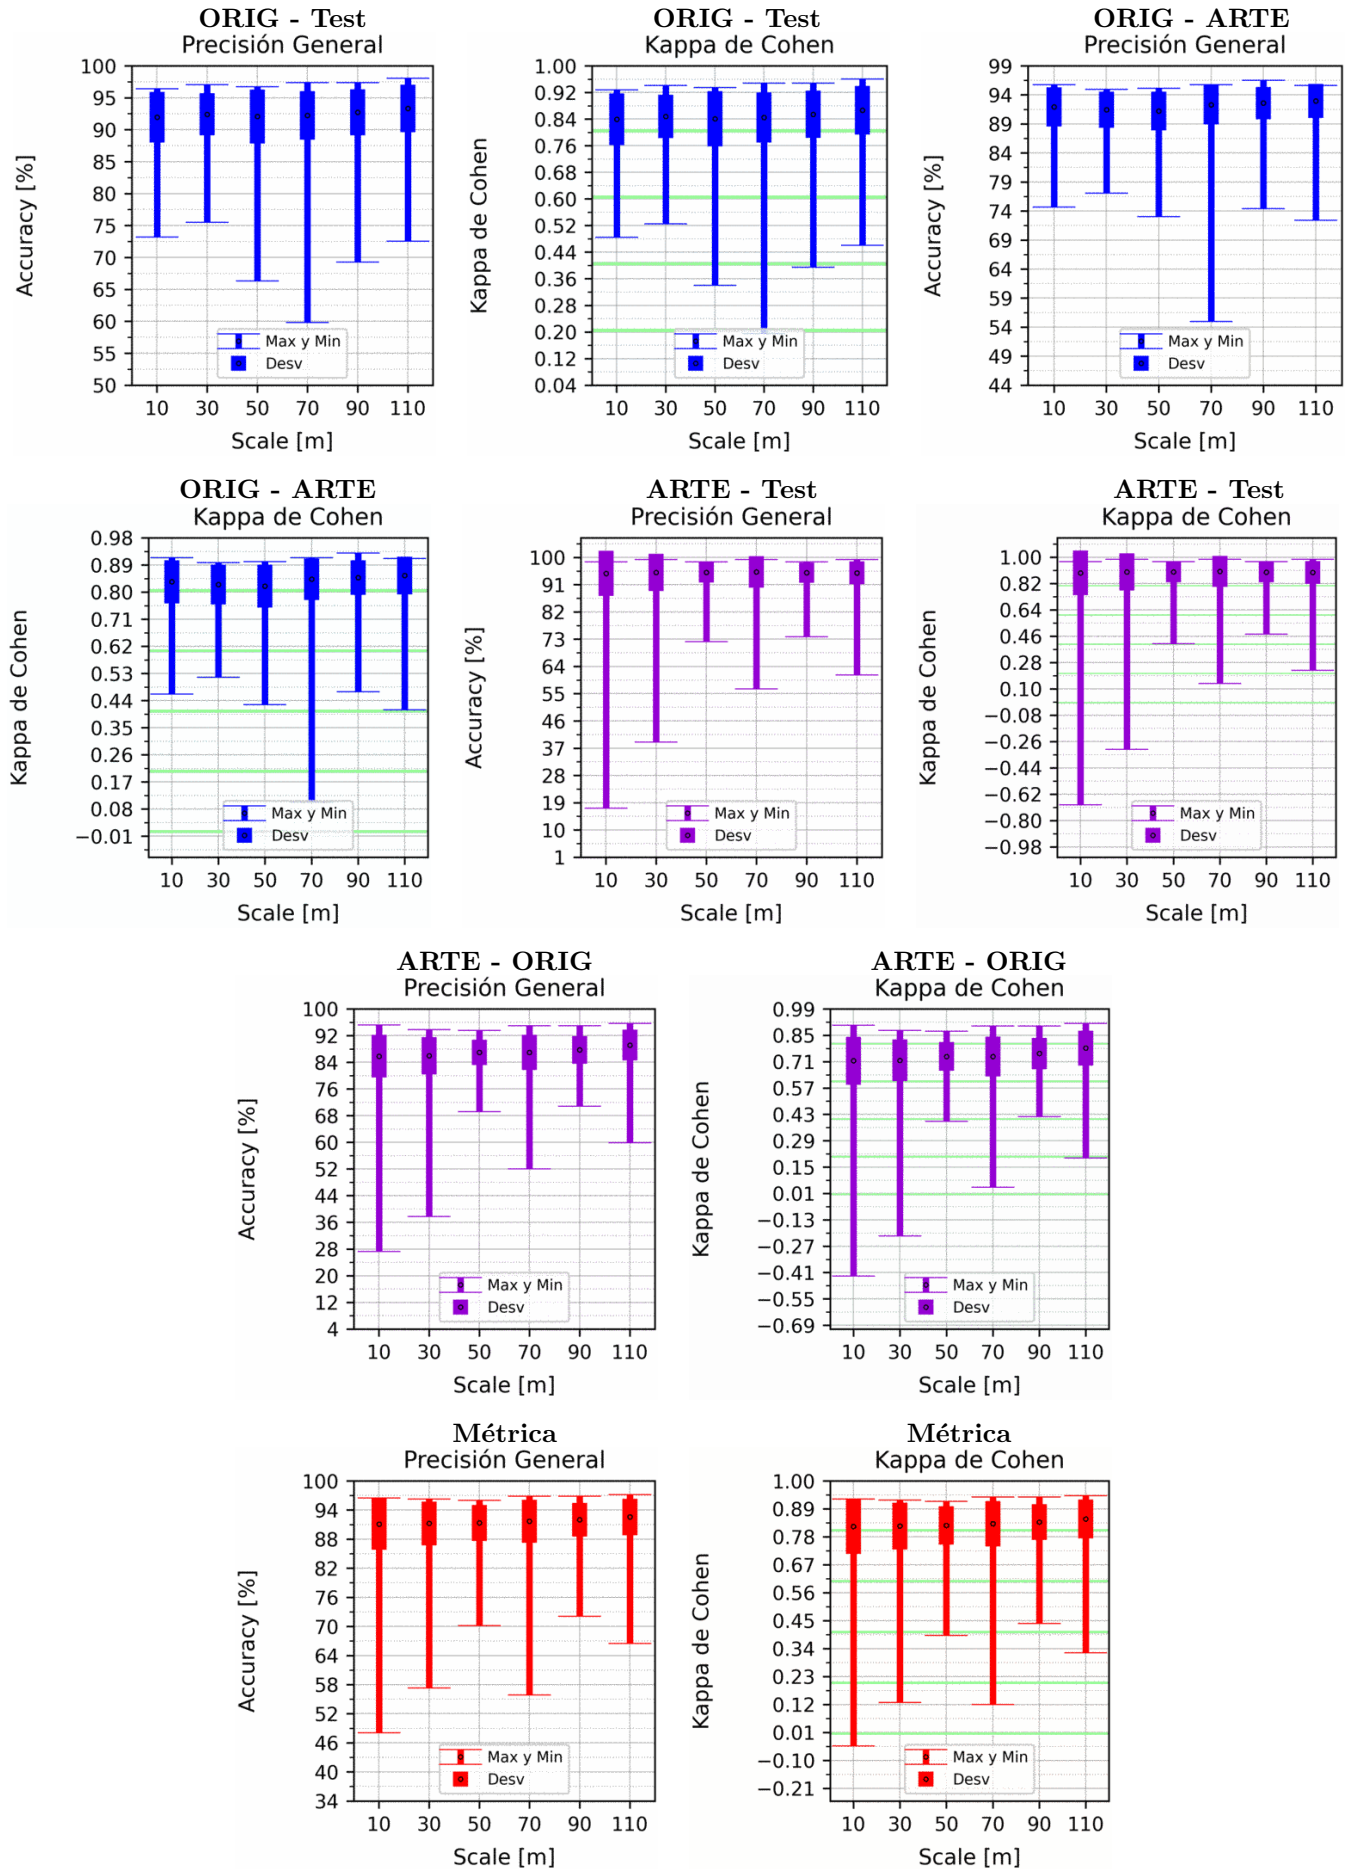 ORIG - Test
Precisión General
Accuracy [%]
100
95
90
85
80
75
70
65
60
55
50
Max y Min
Desv
10 30 50 70 90 110
Scale [m]
ORIG - Test
Kappa de Cohen
Kappa de Cohen
1.00
0.92
0.84
0.76
0.68
0.60
0.52
0.44
0.36
0.28
0.20
0.12
0.04
Max y Min
Desv
10 30 50 70 90 110
Scale [m]
ORIG - ARTE
Precisión General
Accuracy [%]
99
94
89
84
79
74
69
64
59
54
49
44
Max y Min
Desv
10 30 50 70 90 110
Scale [m]
ORIG - ARTE
Kappa de Cohen
Kappa de Cohen
0.98
0.89
0.80
0.71
0.62
0.53
0.44
0.35
0.26
0.17
0.08
−0.01
Max y Min
Desv
10 30 50 70 90 110
Scale [m]
ARTE - Test
Precisión General
Accuracy [%]
100
91
82
73
64
55
46
37
28
19
10
1
Max y Min
Desv
10 30 50 70 90 110
Scale [m]
ARTE - Test
Kappa de Cohen
Kappa de Cohen
1.00
0.82
0.64
0.46
0.28
0.10
−0.08
−0.26
−0.44
−0.62
−0.80
−0.98
Max y Min
Desv
10 30 50 70 90 110
Scale [m]
ARTE - ORIG
Precisión General
Accuracy [%]
100
92
84
76
68
60
52
44
36
28
20
12
4
Max y Min
Desv
10 30 50 70 90 110
Scale [m]
ARTE - ORIG
Kappa de Cohen
Kappa de Cohen
0.99
0.85
0.71
0.57
0.43
0.29
0.15
0.01
−0.13
−0.27
−0.41
−0.55
−0.69
Max y Min
Desv
10 30 50 70 90 110
Scale [m]
Métrica
Precisión General
Accuracy [%]
100
94
88
82
76
70
64
58
52
46
40
34
Max y Min
Desv
10 30 50 70 90 110
Scale [m]
Métrica
Kappa de Cohen
Kappa de Cohen
1.00
0.89
0.78
0.67
0.56
0.45
0.34
0.23
0.12
0.01
−0.10
−0.21
Max y Min
Desv
10 30 50 70 90 110
Scale [m]